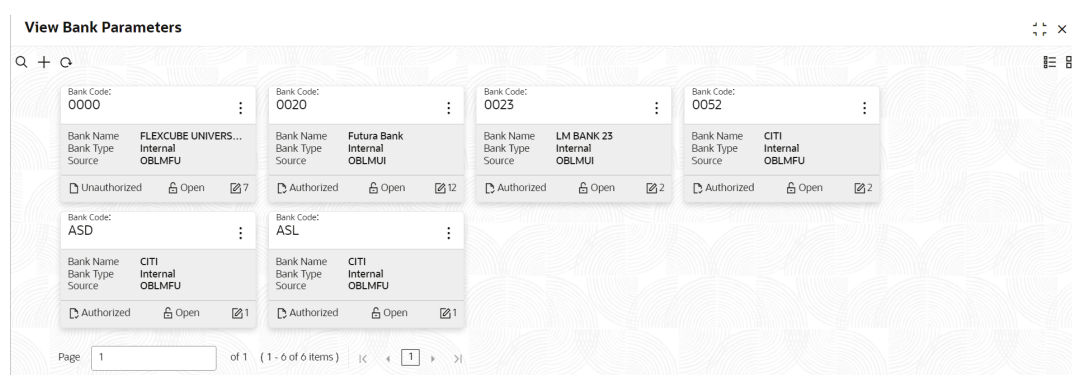 View Bank Parameters
Bank Code:
0000
Bank Name FLEXCUBE UNIVERS...
Bank Type Internal
Source OBLMFU
Unauthorized Open 7
Bank Code:
0020
Bank Name Futura Bank
Bank Type Internal
Source OBLMUI
Authorized Open 12
Bank Code:
0023
Bank Name LM BANK 23
Bank Type Internal
Source OBLMUI
Authorized Open 2
Bank Code:
0052
Bank Name CITI
Bank Type Internal
Source OBLMFU
Authorized Open 2
Bank Code:
ASD
Bank Name CITI
Bank Type Internal
Source OBLMFU
Authorized Open 1
Bank Code:
ASL
Bank Name CITI
Bank Type Internal
Source OBLMFU
Authorized Open 1
Page 1 of 1 (1 - 6 of 6 items) 1